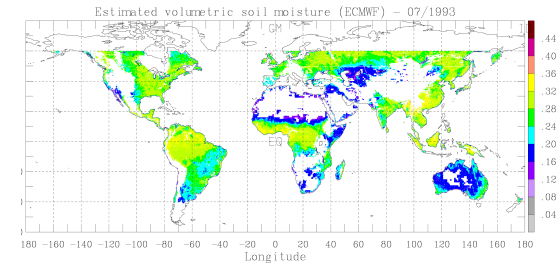 Estimated volumetric soil moisture (ECMWF) - 07/1993
GM
.44
.40
.36
.32
.28
.24
.20
.16
.12
.08
.04
EQ
180 -160 -140 -120 -100 -80 -60 -40 -20 0 20 40 60 80 100 120 140 160 180
Longitude